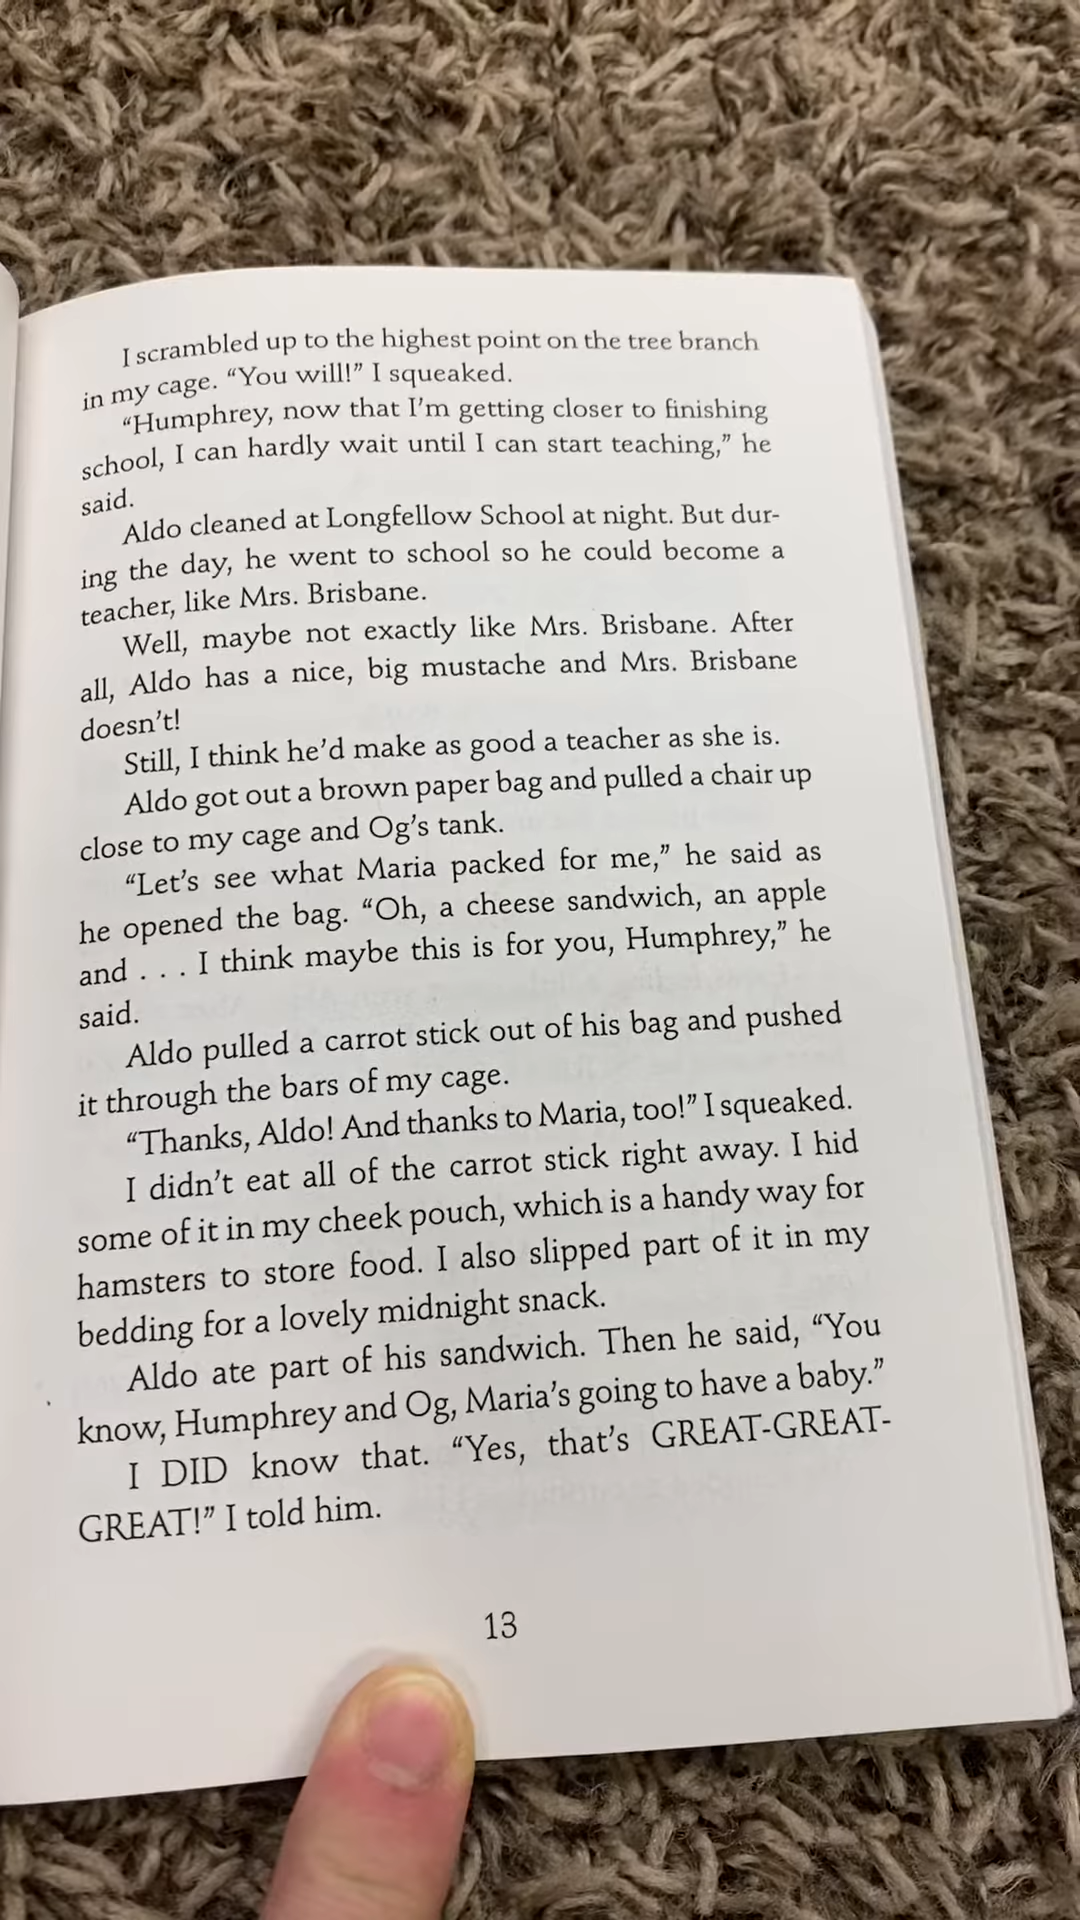 I scrambled up to the highest point on the tree branch
in my cage. “You will!” I squeaked.
“Humphrey, now that I’m getting closer to finishing
school, I can hardly wait until I can start teaching,” he
said.
Aldo cleaned at Longfellow School at night. But dur-
ing the day, he went to school so he could become a
teacher, like Mrs. Brisbane.
Well, maybe not exactly like Mrs. Brisbane. After
all, Aldo has a nice, big mustache and Mrs. Brisbane
doesn’t!
Still, I think he’d make as good a teacher as she is.
Aldo got out a brown paper bag and pulled a chair up
close to my cage and Og’s tank.
“Let’s see what Maria packed for me,” he said as
he opened the bag. “Oh, a cheese sandwich, an apple
and . . . I think maybe this is for you, Humphrey,” he
said.
Aldo pulled a carrot stick out of his bag and pushed
it through the bars of my cage.
“Thanks, Aldo! And thanks to Maria, too!” I squeaked.
I didn’t eat all of the carrot stick right away. I hid
some of it in my cheek pouch, which is a handy way for
hamsters to store food. I also slipped part of it in my
bedding for a lovely midnight snack.
Aldo ate part of his sandwich. Then he said, “You
know, Humphrey and Og, Maria’s going to have a baby.”
I DID know that. “Yes, that’s GREAT-GREAT-
GREAT!” I told him.
13